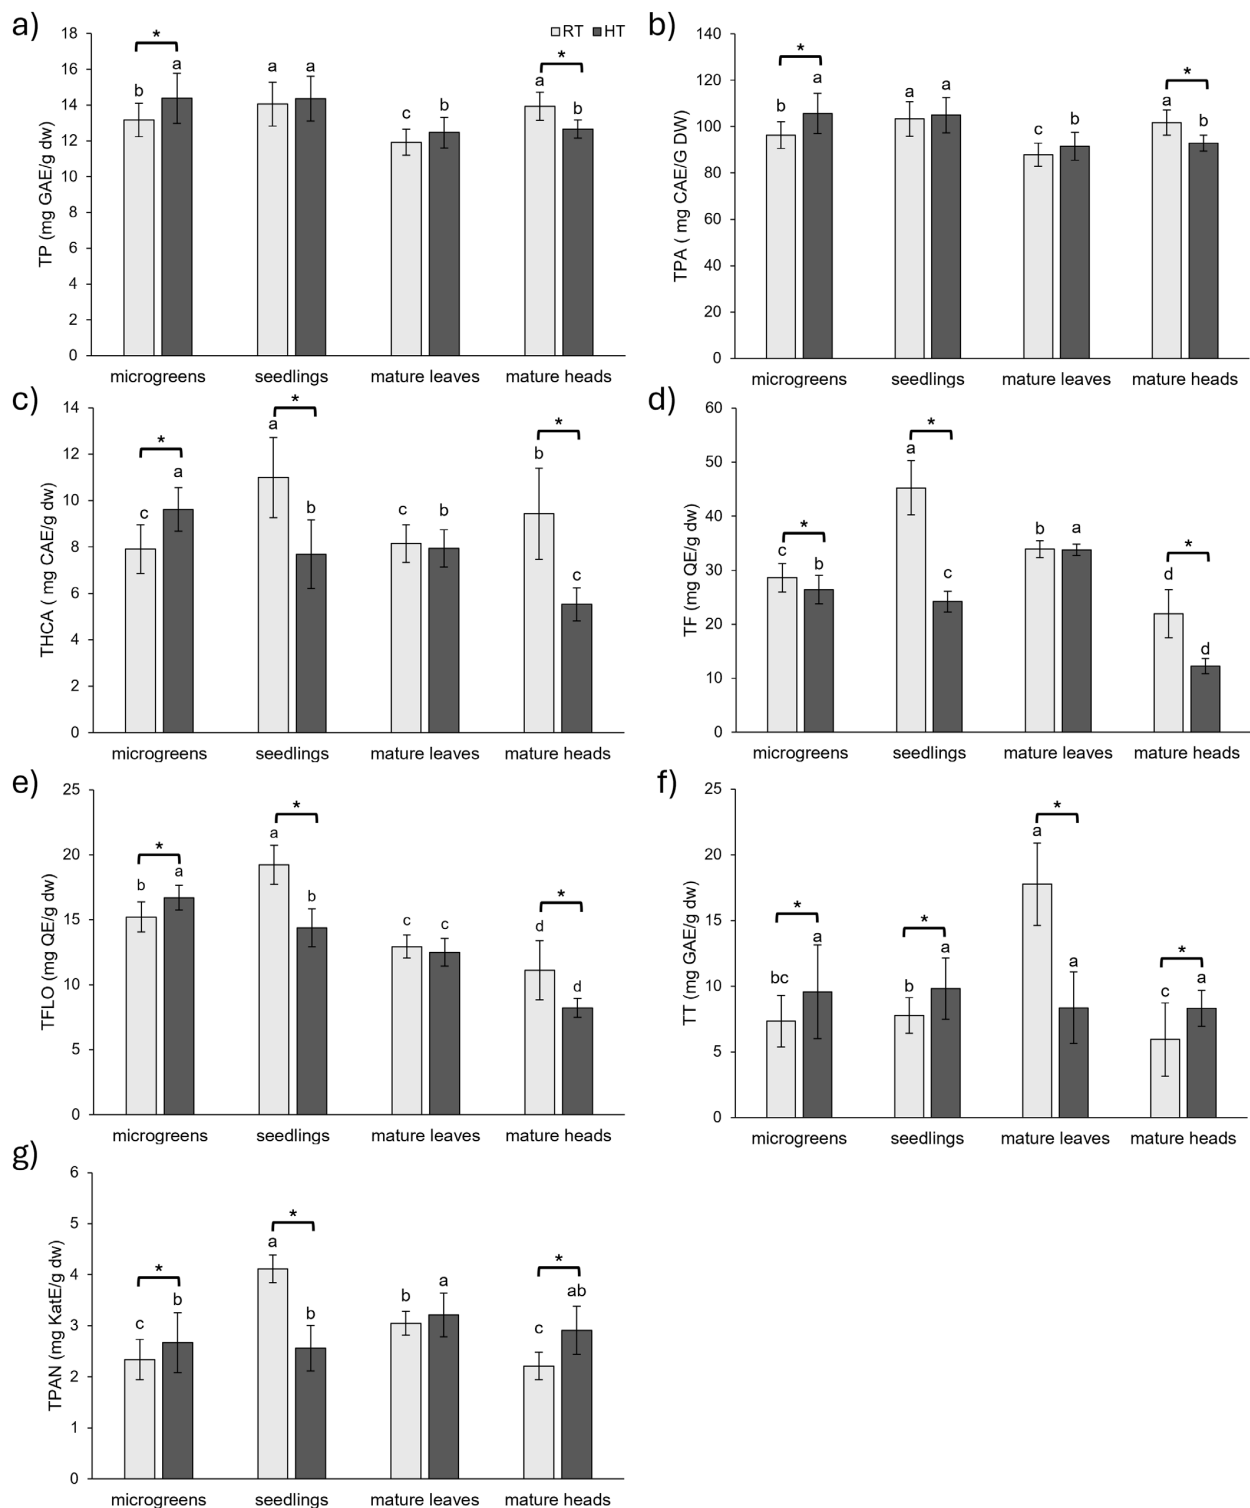 a)
RT HT
TP (mg GAE/g dw)
18
16
14
12
10
8
6
4
2
0
* *
b a a a c b a b
microgreens seedlings mature leaves mature heads
b)
TPA ( mg CAE/G DW)
140
120
100
80
60
40
20
0
* *
b a a a c b a b
microgreens seedlings mature leaves mature heads
c)
THCA ( mg CAE/g dw)
14
12
10
8
6
4
2
0
* * *
c a a b c b b c
microgreens seedlings mature leaves mature heads
d)
TF (mg QE/g dw)
60
50
40
30
20
10
0
* * *
c b a c b a d d
microgreens seedlings mature leaves mature heads
e)
TFLO (mg QE/g dw)
25
20
15
10
5
0
* * *
b a a b c c d d
microgreens seedlings mature leaves mature heads
f)
TT (mg GAE/g dw)
25
20
15
10
5
0
* * * *
bc a b a a a c a
microgreens seedlings mature leaves mature heads
g)
TPAN (mg KatE/g dw)
6
5
4
3
2
1
0
* * *
c b a b b a c ab
microgreens seedlings mature leaves mature heads